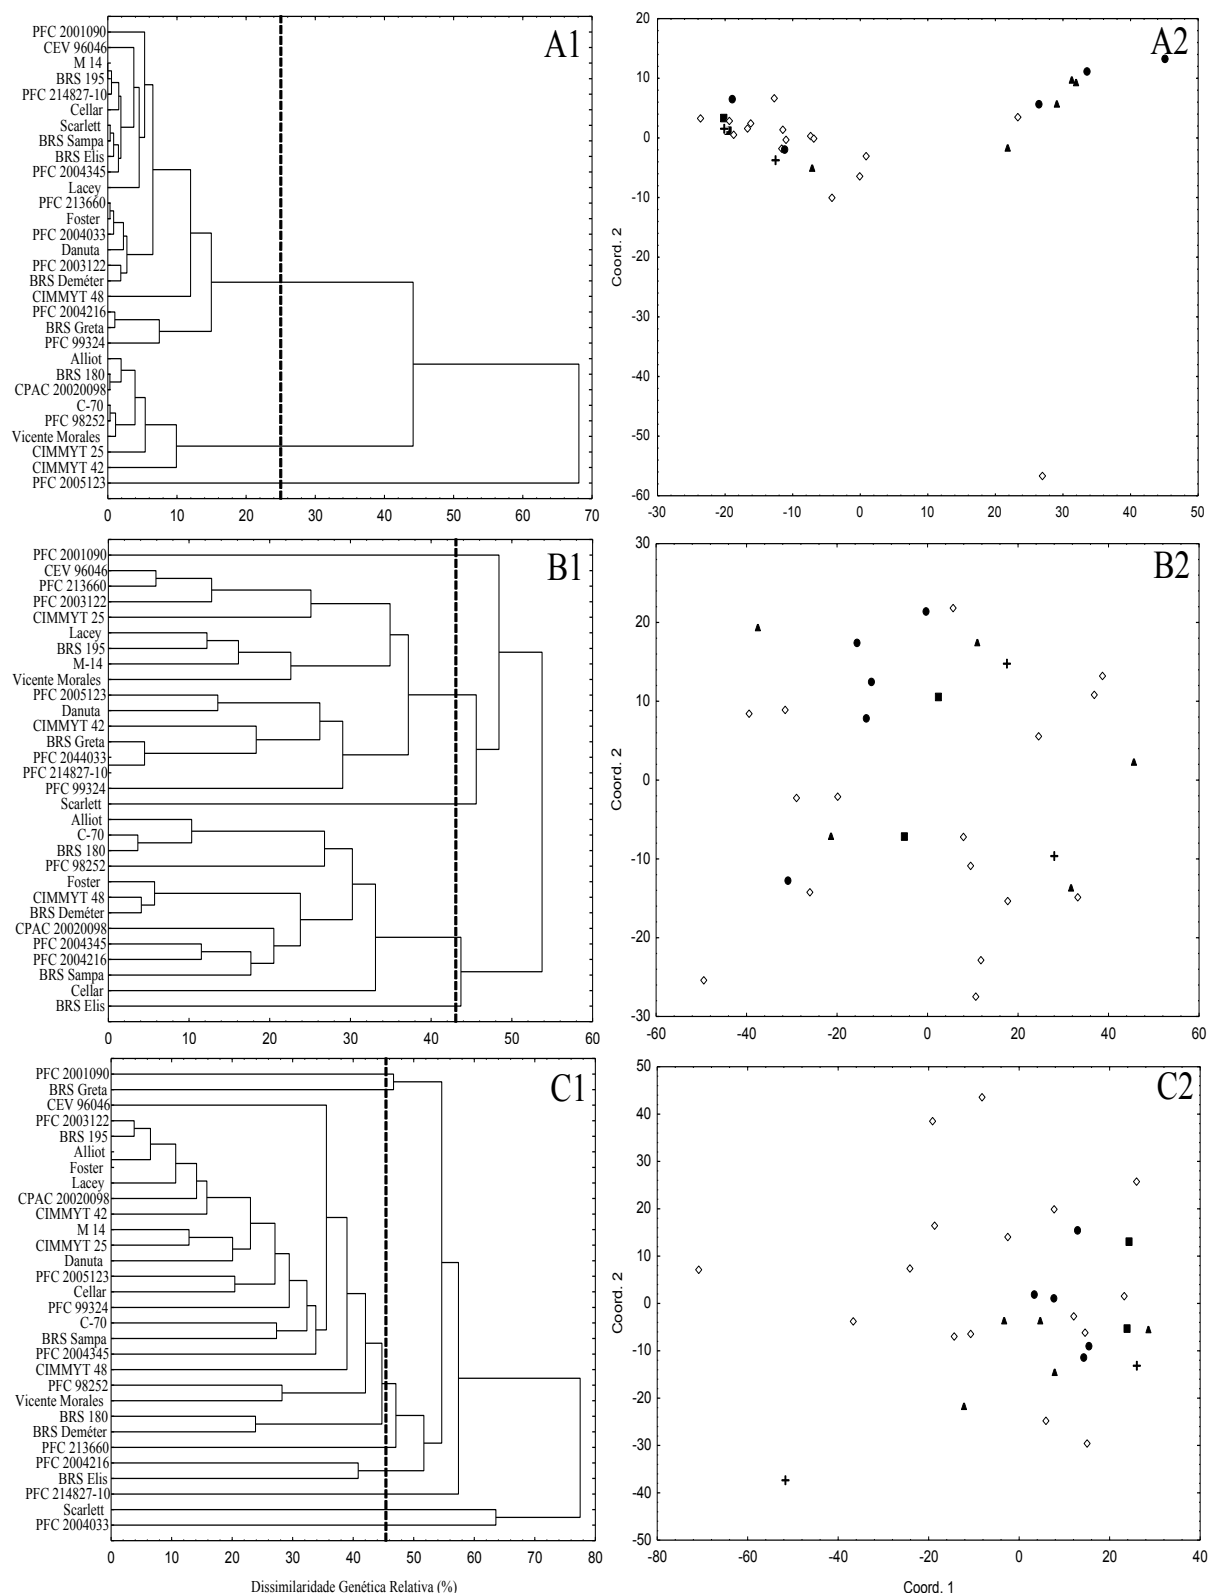 A1
PFC 2001090
CEV 96046
M 14
BRS 195
PFC 214827-10
Cellar
Scarlett
BRS Sampa
BRS Elis
PFC 2004345
Lacey
PFC 213660
Foster
PFC 2004033
Danuta
PFC 2003122
BRS Deméter
CIMMYT 48
PFC 2004216
BRS Greta
PFC 99324
Alliot
BRS 180
CPAC 20020098
C-70
PFC 98252
Vicente Morales
CIMMYT 25
CIMMYT 42
PFC 2005123
0 10 20 30 40 50 60 70
A2
Coord. 2
20
10
0
-10
-20
-30
-40
-50
-60
-30 -20 -10 0 10 20 30 40 50
B1
PFC 2001090
CEV 96046
PFC 213660
PFC 2003122
CIMMYT 25
Lacey
BRS 195
M-14
Vicente Morales
PFC 2005123
Danuta
CIMMYT 42
BRS Greta
PFC 2044033
PFC 214827-10
PFC 99324
Scarlett
Alliot
C-70
BRS 180
PFC 98252
Foster
CIMMYT 48
BRS Deméter
CPAC 20020098
PFC 2004345
PFC 2004216
BRS Sampa
Cellar
BRS Elis
0 10 20 30 40 50 60
B2
Coord. 2
30
20
10
0
-10
-20
-30
-60 -40 -20 0 20 40 60
C1
PFC 2001090
BRS Greta
CEV 96046
PFC 2003122
BRS 195
Alliot
Foster
Lacey
CPAC 20020098
CIMMYT 42
M 14
CIMMYT 25
Danuta
PFC 2005123
Cellar
PFC 99324
C-70
BRS Sampa
PFC 2004345
CIMMYT 48
PFC 98252
Vicente Morales
BRS 180
BRS Deméter
PFC 213660
PFC 2004216
BRS Elis
PFC 214827-10
Scarlett
PFC 2004033
0 10 20 30 40 50 60 70 80
Dissimilaridade Genética Relativa (%)
C2
Coord. 2
50
40
30
20
10
0
-10
-20
-30
-40
-50
-80 -60 -40 -20 0 20 40
Coord. 1